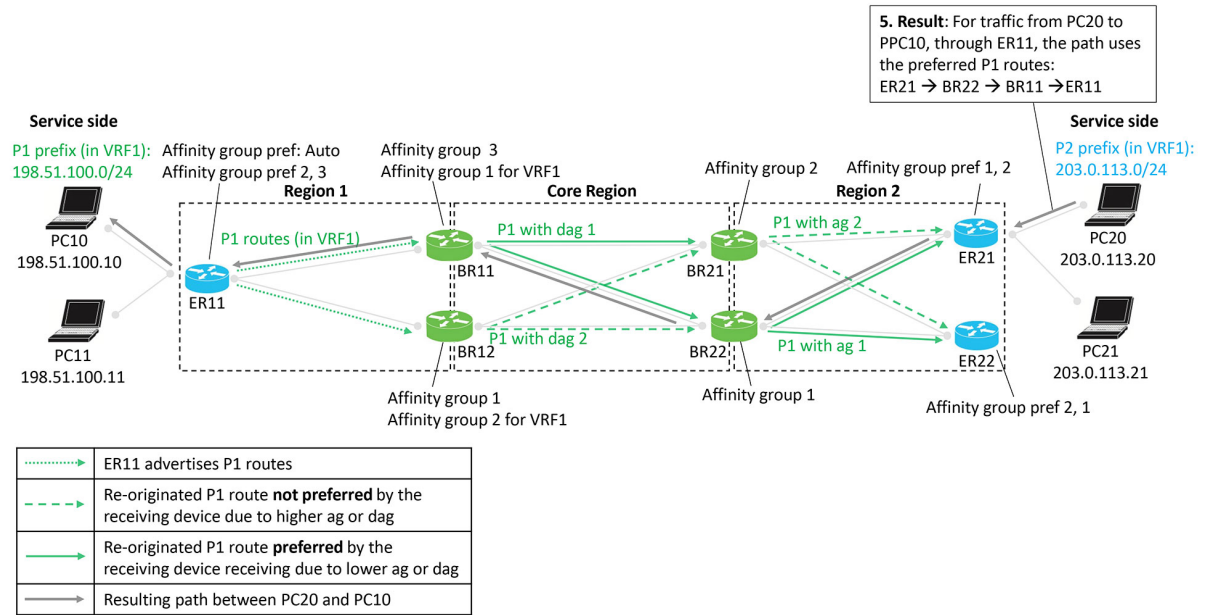 5. Result: For traffic from PC20 to
PPC10, through ER11, the path uses
the preferred P1 routes:
ER21 → BR22 → BR11 →ER11
Service side
P1 prefix (in VRF1):
198.51.100.0/24
Affinity group pref: Auto
Affinity group pref 2, 3
Affinity group 3
Affinity group 1 for VRF1
Affinity group 2
Affinity group pref 1, 2
Service side
P2 prefix (in VRF1):
203.0.113.0/24
Region 1
Core Region
Region 2
P1 routes (in VRF1)
P1 with dag 1
P1 with ag 2
PC10
198.51.100.10
ER11
BR11
BR21
ER21
PC20
203.0.113.20
PC11
198.51.100.11
BR12
P1 with dag 2
BR22
P1 with ag 1
ER22
PC21
203.0.113.21
Affinity group 1
Affinity group 2 for VRF1
Affinity group 1
Affinity group pref 2, 1
ER11 advertises P1 routes
Re-originated P1 route not preferred by the
receiving device due to higher ag or dag
Re-originated P1 route preferred by the
receiving device receiving due to lower ag or dag
Resulting path between PC20 and PC10